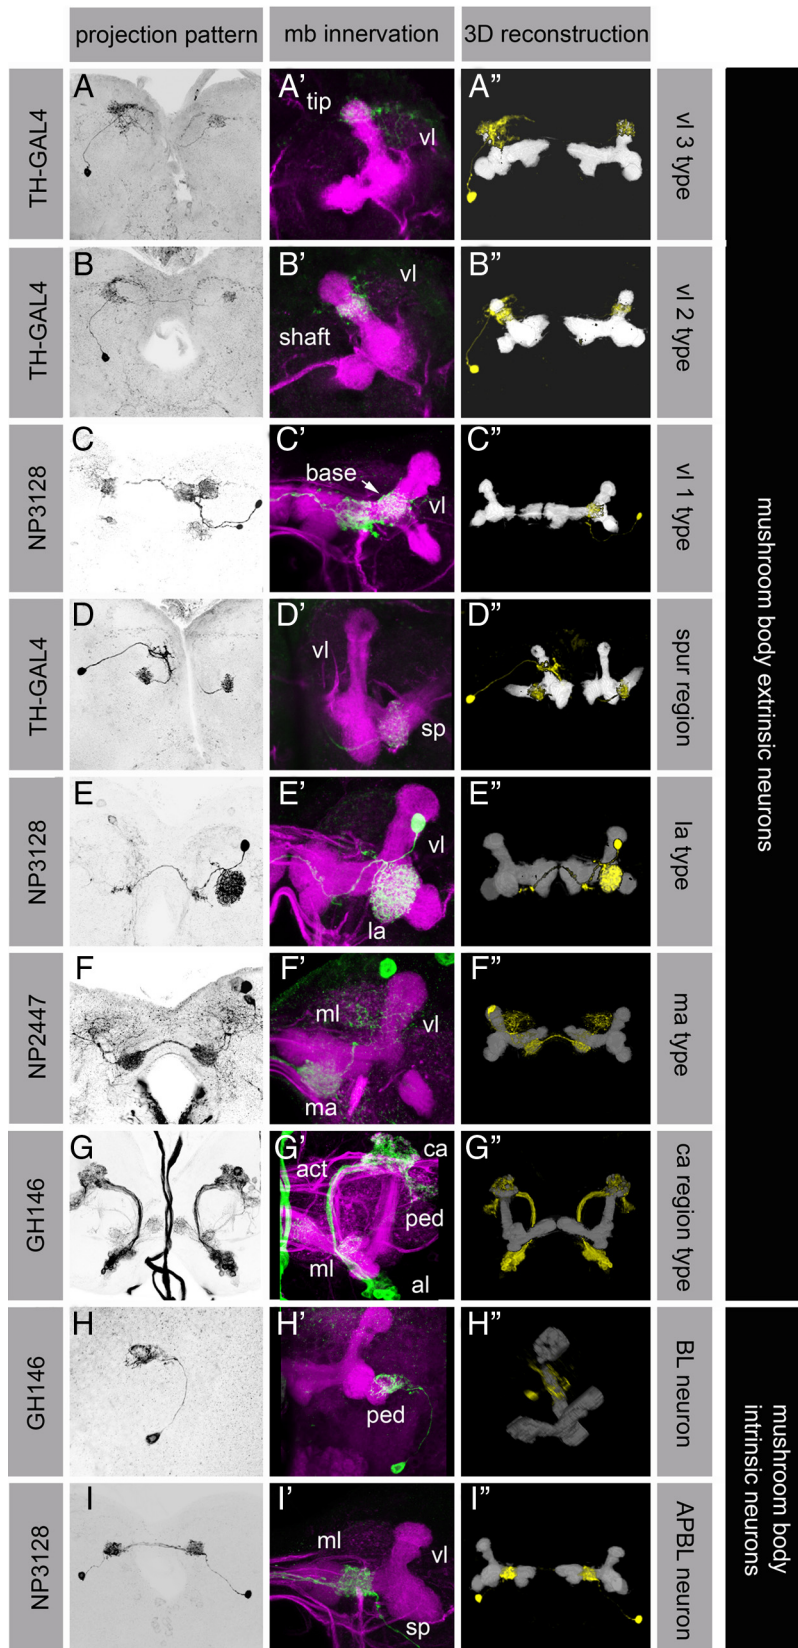 projection pattern
mb innervation
3D reconstruction
TH-GAL4
A
A'
tip
vl
A"
vl 3 type
TH-GAL4
B
B'
vl
shaft
B"
vl 2 type
NP3128
C
C'
base
vl
C"
vl 1 type
TH-GAL4
D
D'
vl
sp
D"
spur region
NP3128
E
E'
vl
la
E"
la type
NP2447
F
F'
ml
vl
ma
F"
ma type
GH146
G
G'
ca
act
ped
ml
al
G"
ca region type
mushroom body extrinsic neurons
GH146
H
H'
ped
H"
BL neuron
NP3128
I
I'
ml
vl
sp
I"
APBL neuron
mushroom body
intrinsic neurons